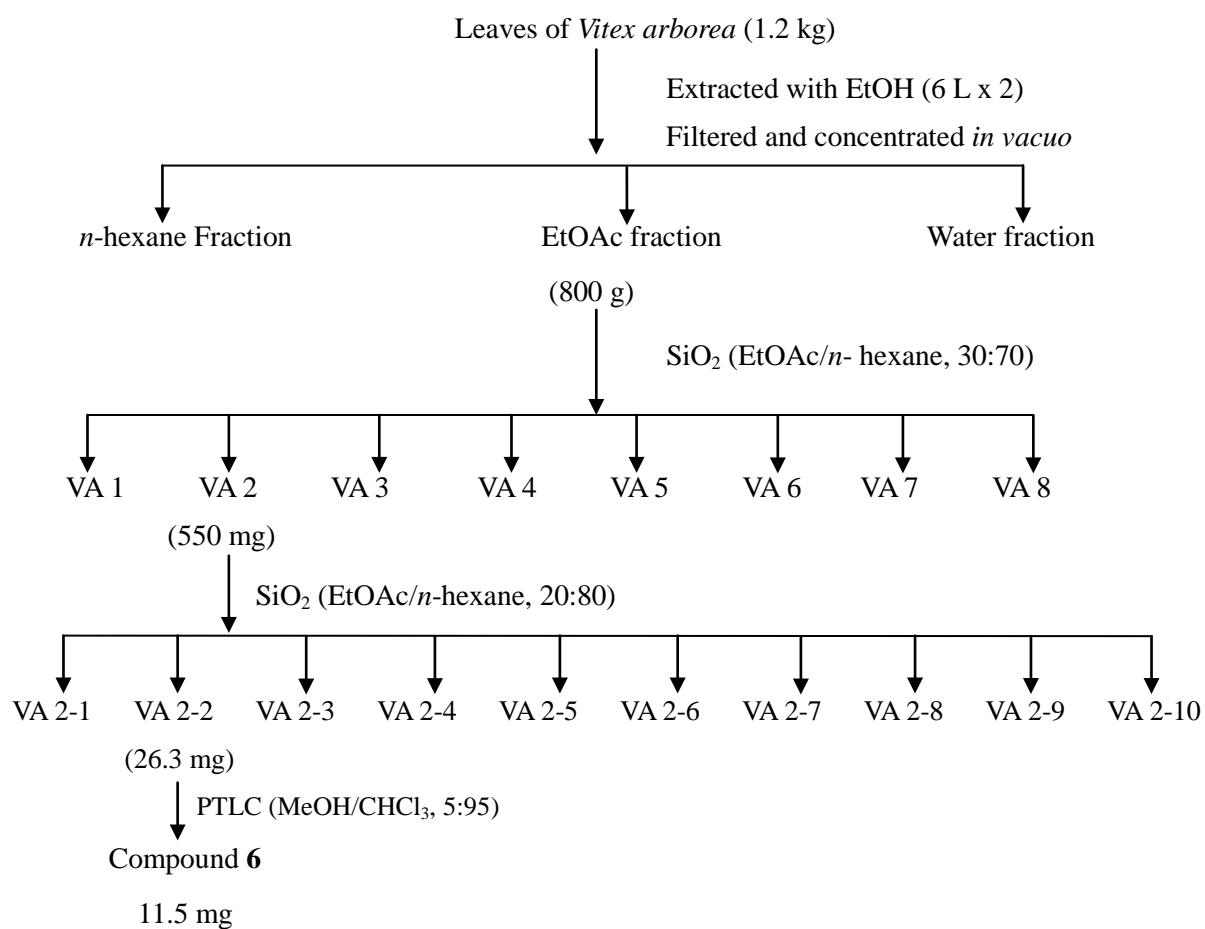 Leaves of Vitex arborea (1.2 kg)
Extracted with EtOH (6 L x 2)
Filtered and concentrated in vacuo
n-hexane Fraction EtOAc fraction Water fraction
(800 g)
SiO₂ (EtOAc/n- hexane, 30:70)
VA 1 VA 2 VA 3 VA 4 VA 5 VA 6 VA 7 VA 8
(550 mg)
SiO₂ (EtOAc/n-hexane, 20:80)
VA 2-1 VA 2-2 VA 2-3 VA 2-4 VA 2-5 VA 2-6 VA 2-7 VA 2-8 VA 2-9 VA 2-10
(26.3 mg)
PTLC (MeOH/CHCl₃, 5:95)
Compound 6
11.5 mg